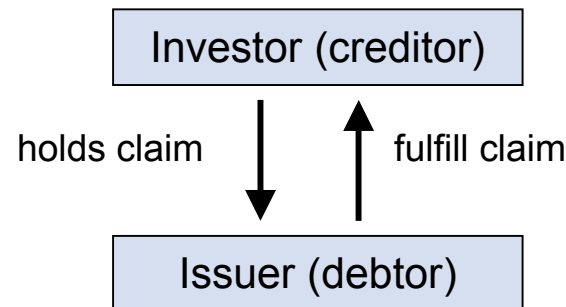 Investor (creditor)
holds claim
fulfill claim
Issuer (debtor)